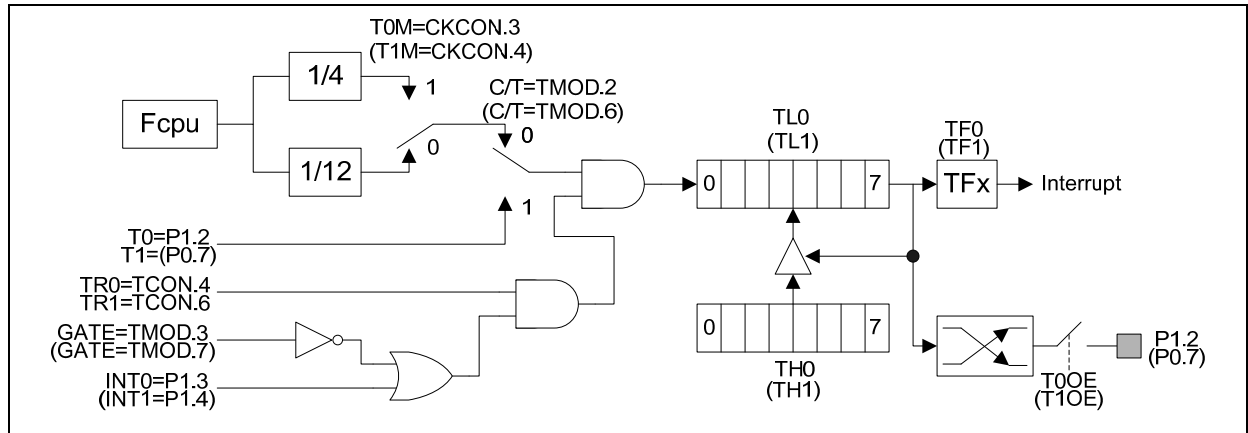 T0M=CKCON.3
(T1M=CKCON.4)
1/4
1
C/T=TMOD.2
(C/T=TMOD.6)
Fcpu
0
0
1/12
TL0
(TL1)
0
7
TF0
(TF1)
TFx
Interrupt
1
T0=P1.2
T1=(P0.7)
TR0=TCON.4
TR1=TCON.6
GATE=TMOD.3
(GATE=TMOD.7)
INT0=P1.3
(INT1=P1.4)
0
7
TH0
(TH1)
P1.2
(P0.7)
T0OE
(T1OE)